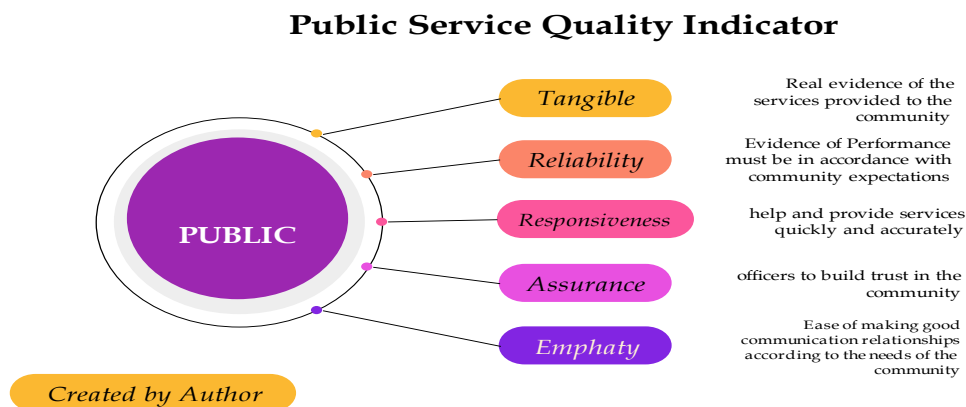 Public Service Quality Indicator
PUBLIC
Tangible
Real evidence of the
services provided to the
community
Reliability
Evidence of Performance
must be in accordance with
community expectations
Responsiveness
help and provide services
quickly and accurately
Assurance
officers to build trust in the
community
Emphaty
Ease of making good
communication relationships
according to the needs of the
community
Created by Author